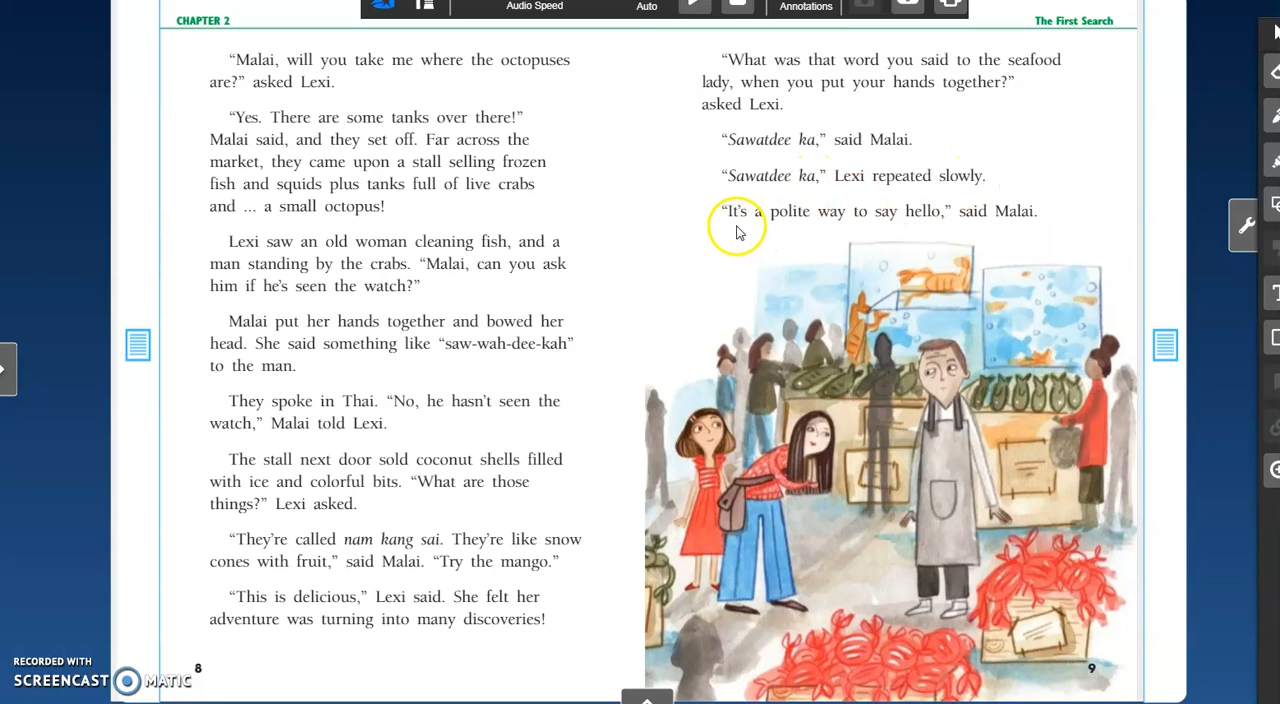 Audio Speed
Auto
Annotations
CHAPTER 2
The First Search
“Malai, will you take me where the octopuses
are?” asked Lexi.
“Yes. There are some tanks over there!”
Malai said, and they set off. Far across the
market, they came upon a stall selling frozen
fish and squids plus tanks full of live crabs
and ... a small octopus!
Lexi saw an old woman cleaning fish, and a
man standing by the crabs. “Malai, can you ask
him if he’s seen the watch?”
Malai put her hands together and bowed her
head. She said something like “saw-wah-dee-kah”
to the man.
They spoke in Thai. “No, he hasn’t seen the
watch,” Malai told Lexi.
The stall next door sold coconut shells filled
with ice and colorful bits. “What are those
things?” Lexi asked.
“They’re called nam kang sai. They’re like snow
cones with fruit,” said Malai. “Try the mango.”
“This is delicious,” Lexi said. She felt her
adventure was turning into many discoveries!
8
“What was that word you said to the seafood
lady, when you put your hands together?”
asked Lexi.
“Sawatdee ka,” said Malai.
“Sawatdee ka,” Lexi repeated slowly.
“It’s a polite way to say hello,” said Malai.
9
RECORDED WITH
SCREENCAST MATIC